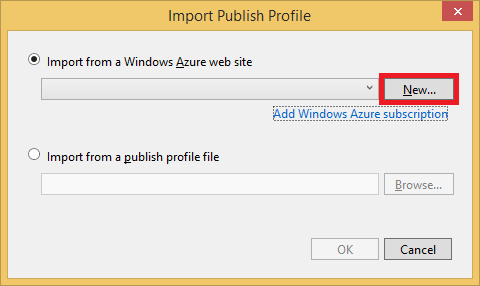 Import Publish Profile
Import from a Windows Azure web site
New...
Add Windows Azure subscription
Import from a publish profile file
Browse...
OK
Cancel